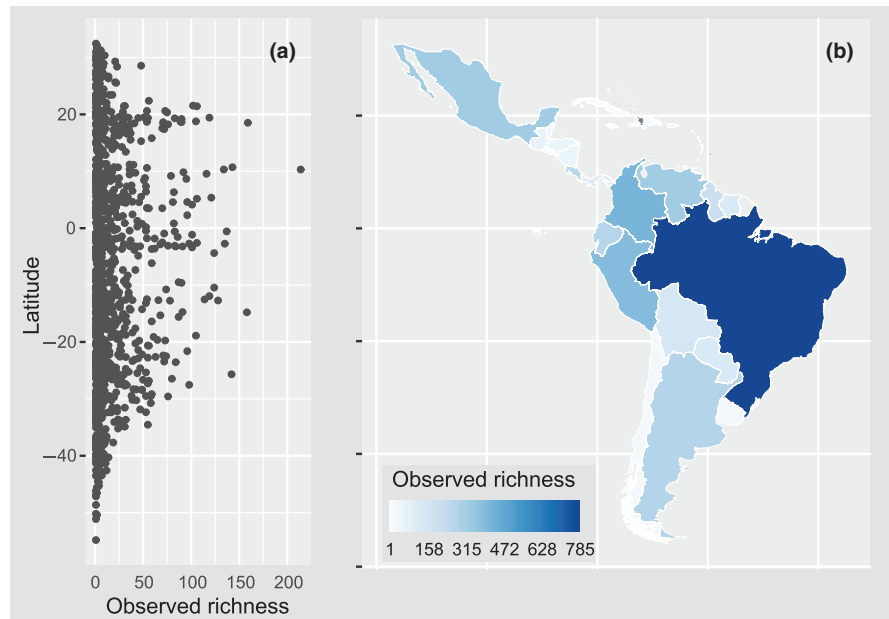 (a)
Latitude
20
0
−20
−40
0 50 100 150 200
Observed richness
(b)
Observed richness
1 158 315 472 628 785